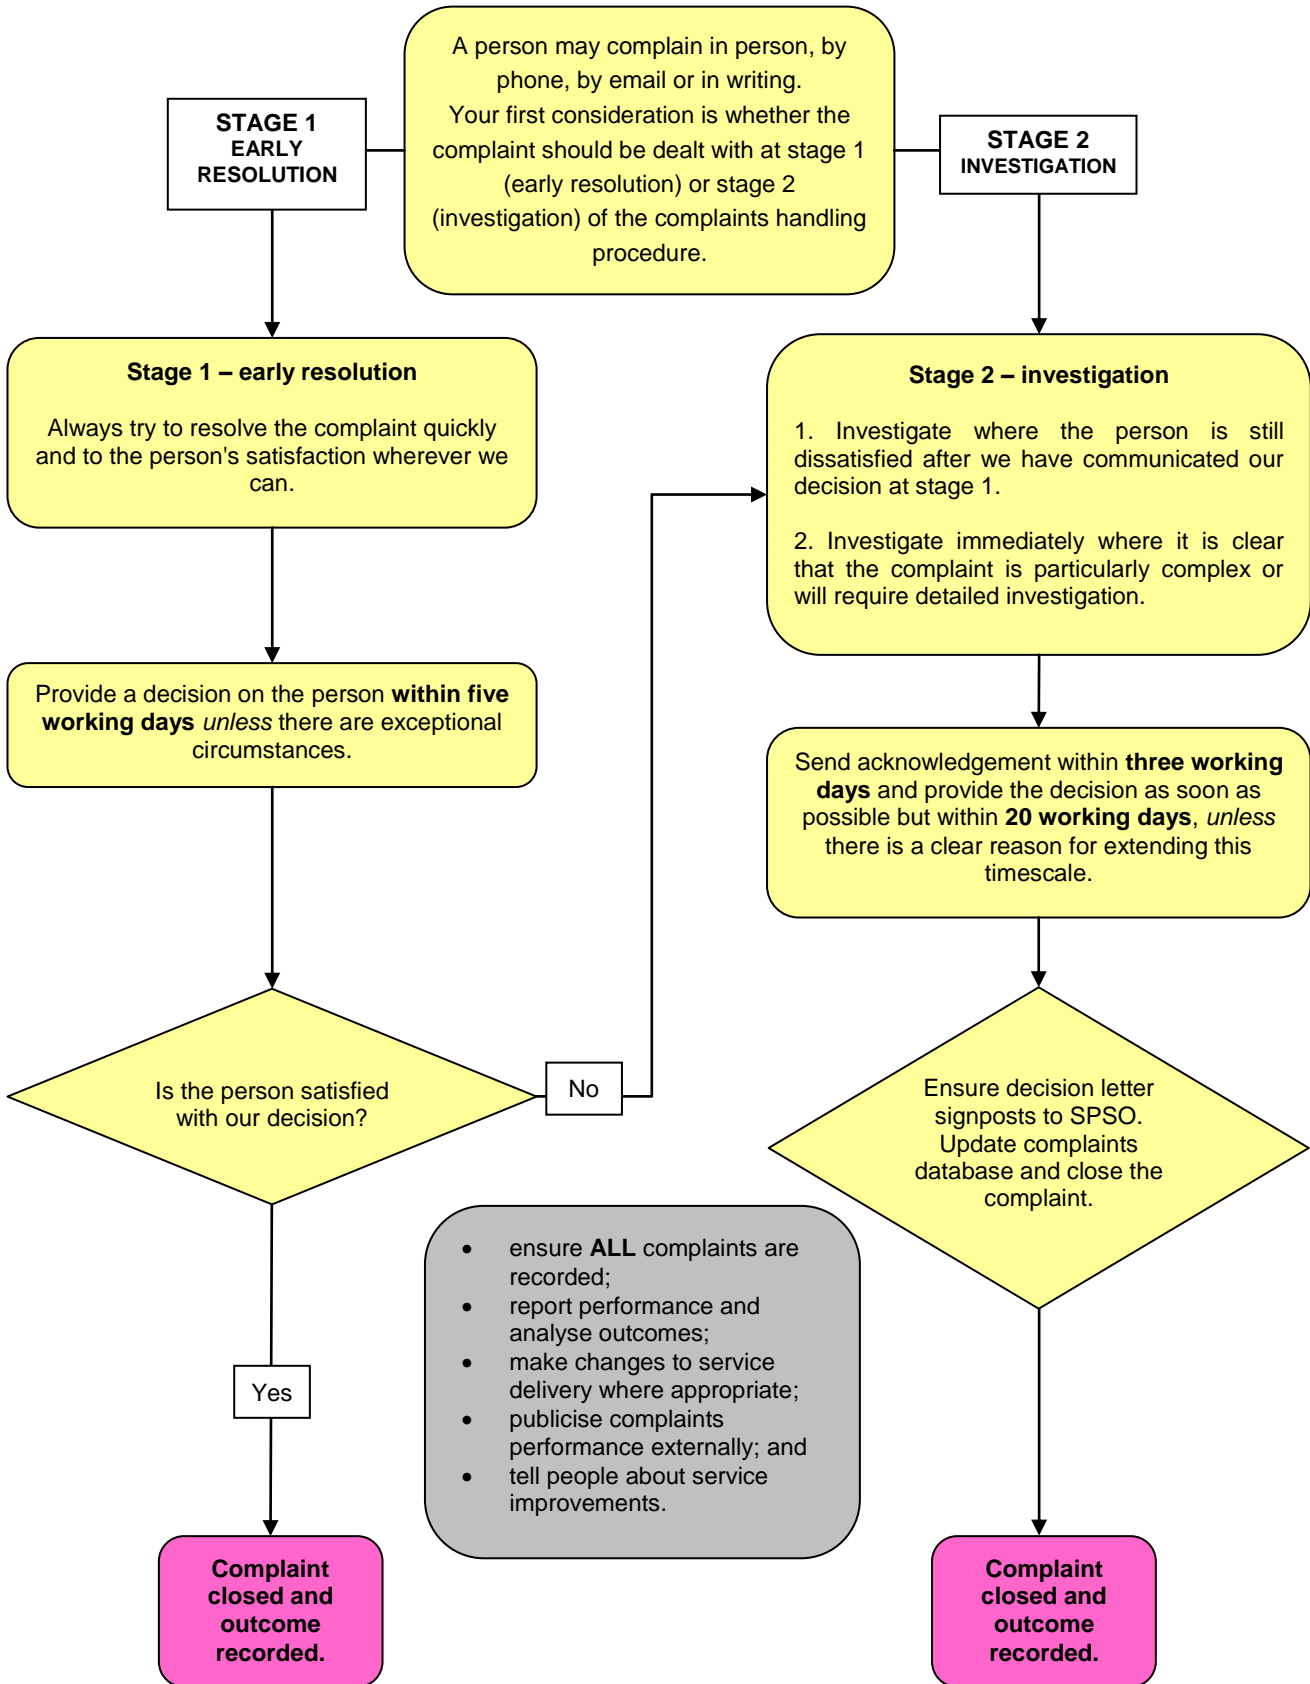 A person may complain in person, by
phone, by email or in writing.
Your first consideration is whether the
complaint should be dealt with at stage 1
(early resolution) or stage 2
(investigation) of the complaints handling
procedure.
STAGE 1
EARLY
RESOLUTION
STAGE 2
INVESTIGATION
Stage 1 – early resolution
Always try to resolve the complaint quickly
and to the person's satisfaction wherever we
can.
Stage 2 – investigation
1. Investigate where the person is still
dissatisfied after we have communicated our
decision at stage 1.
2. Investigate immediately where it is clear
that the complaint is particularly complex or
will require detailed investigation.
Provide a decision on the person within five
working days unless there are exceptional
circumstances.
Send acknowledgement within three working
days and provide the decision as soon as
possible but within 20 working days, unless
there is a clear reason for extending this
timescale.
Is the person satisfied
with our decision?
No
Ensure decision letter
signposts to SPSO.
Update complaints
database and close the
complaint.
• ensure ALL complaints are
recorded;
• report performance and
analyse outcomes;
• make changes to service
delivery where appropriate;
• publicise complaints
performance externally; and
• tell people about service
improvements.
Yes
Complaint
closed and
outcome
recorded.
Complaint
closed and
outcome
recorded.